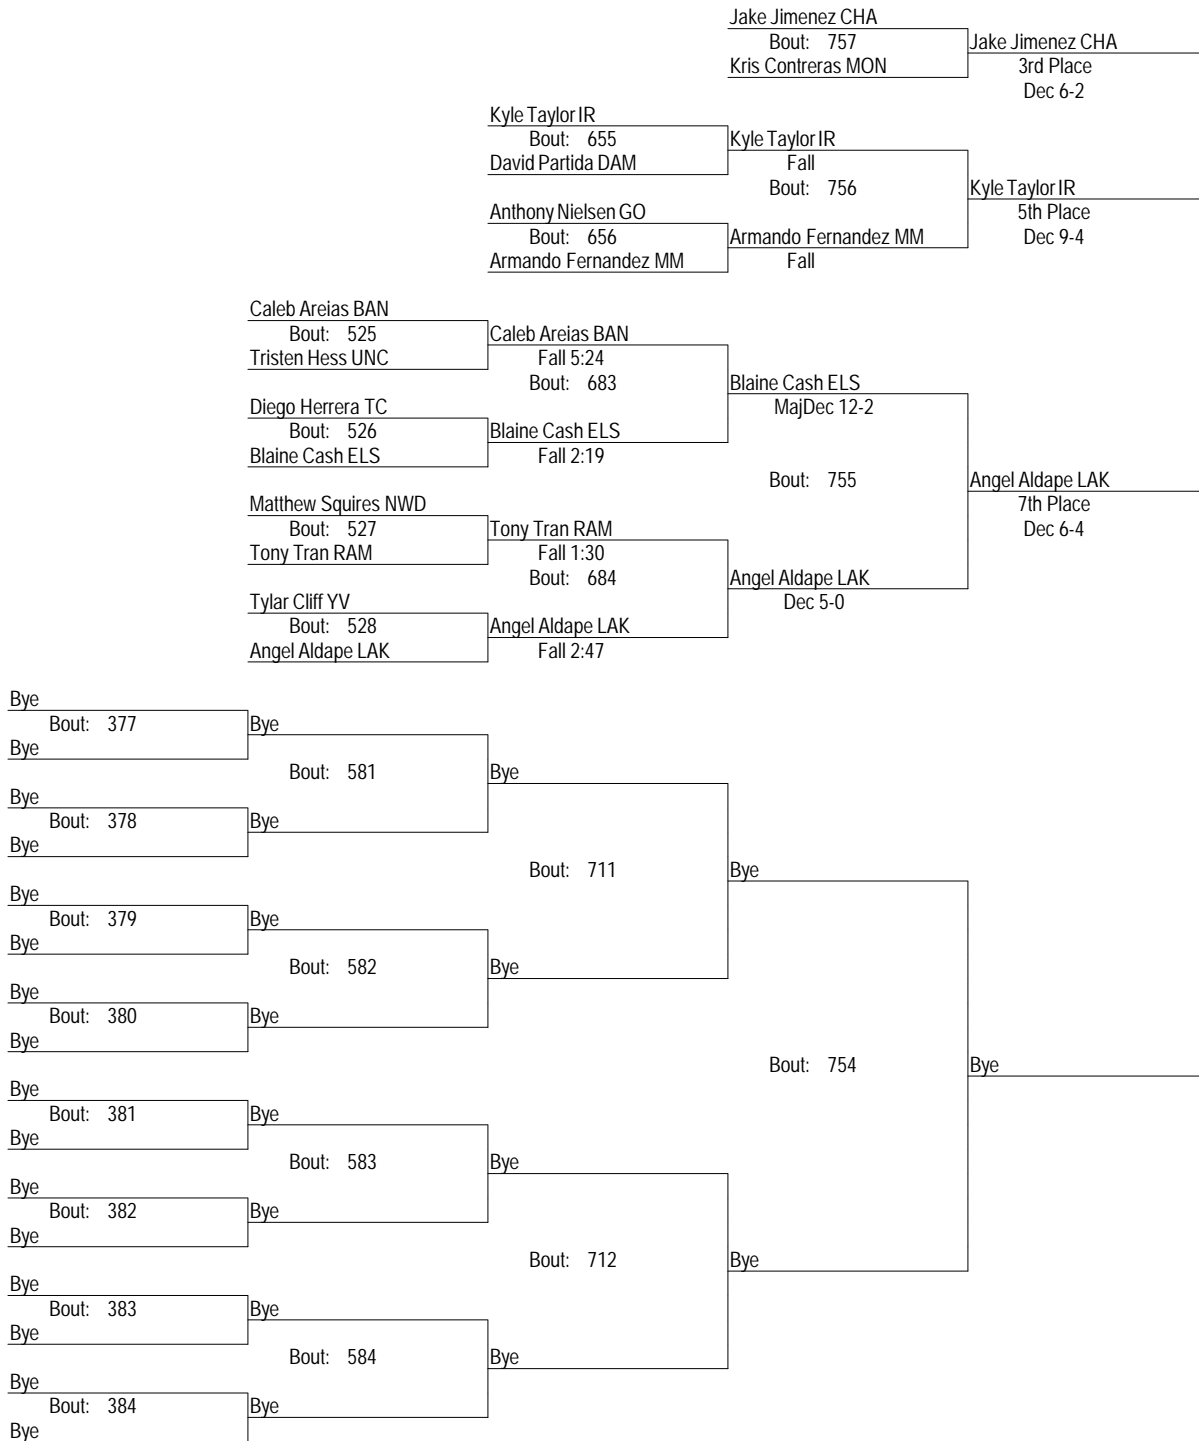 Jake Jimenez CHA
Bout: 757
Kris Contreras MON
Jake Jimenez CHA
3rd Place
Dec 6-2
Kyle Taylor IR
Bout: 655
David Partida DAM
Kyle Taylor IR
Fall
Bout: 756
Anthony Nielsen GO
Bout: 656
Armando Fernandez MM
Armando Fernandez MM
Fall
Kyle Taylor IR
5th Place
Dec 9-4
Caleb Areias BAN
Bout: 525
Tristen Hess UNC
Caleb Areias BAN
Fall 5:24
Bout: 683
Diego Herrera TC
Bout: 526
Blaine Cash ELS
Blaine Cash ELS
Fall 2:19
Blaine Cash ELS
MajDec 12-2
Bout: 755
Matthew Squires NWD
Bout: 527
Tony Tran RAM
Tony Tran RAM
Fall 1:30
Bout: 684
Tylar Cliff YV
Bout: 528
Angel Aldape LAK
Angel Aldape LAK
Fall 2:47
Angel Aldape LAK
Dec 5-0
Angel Aldape LAK
7th Place
Dec 6-4
Bye
Bout: 377
Bye
Bye
Bout: 581
Bye
Bout: 378
Bye
Bye
Bye
Bout: 711
Bye
Bout: 379
Bye
Bye
Bout: 582
Bye
Bout: 380
Bye
Bye
Bye
Bye
Bout: 754
Bye
Bye
Bout: 381
Bye
Bye
Bout: 583
Bye
Bout: 382
Bye
Bye
Bye
Bout: 712
Bye
Bye
Bout: 383
Bye
Bye
Bout: 584
Bye
Bout: 384
Bye
Bye
Bye